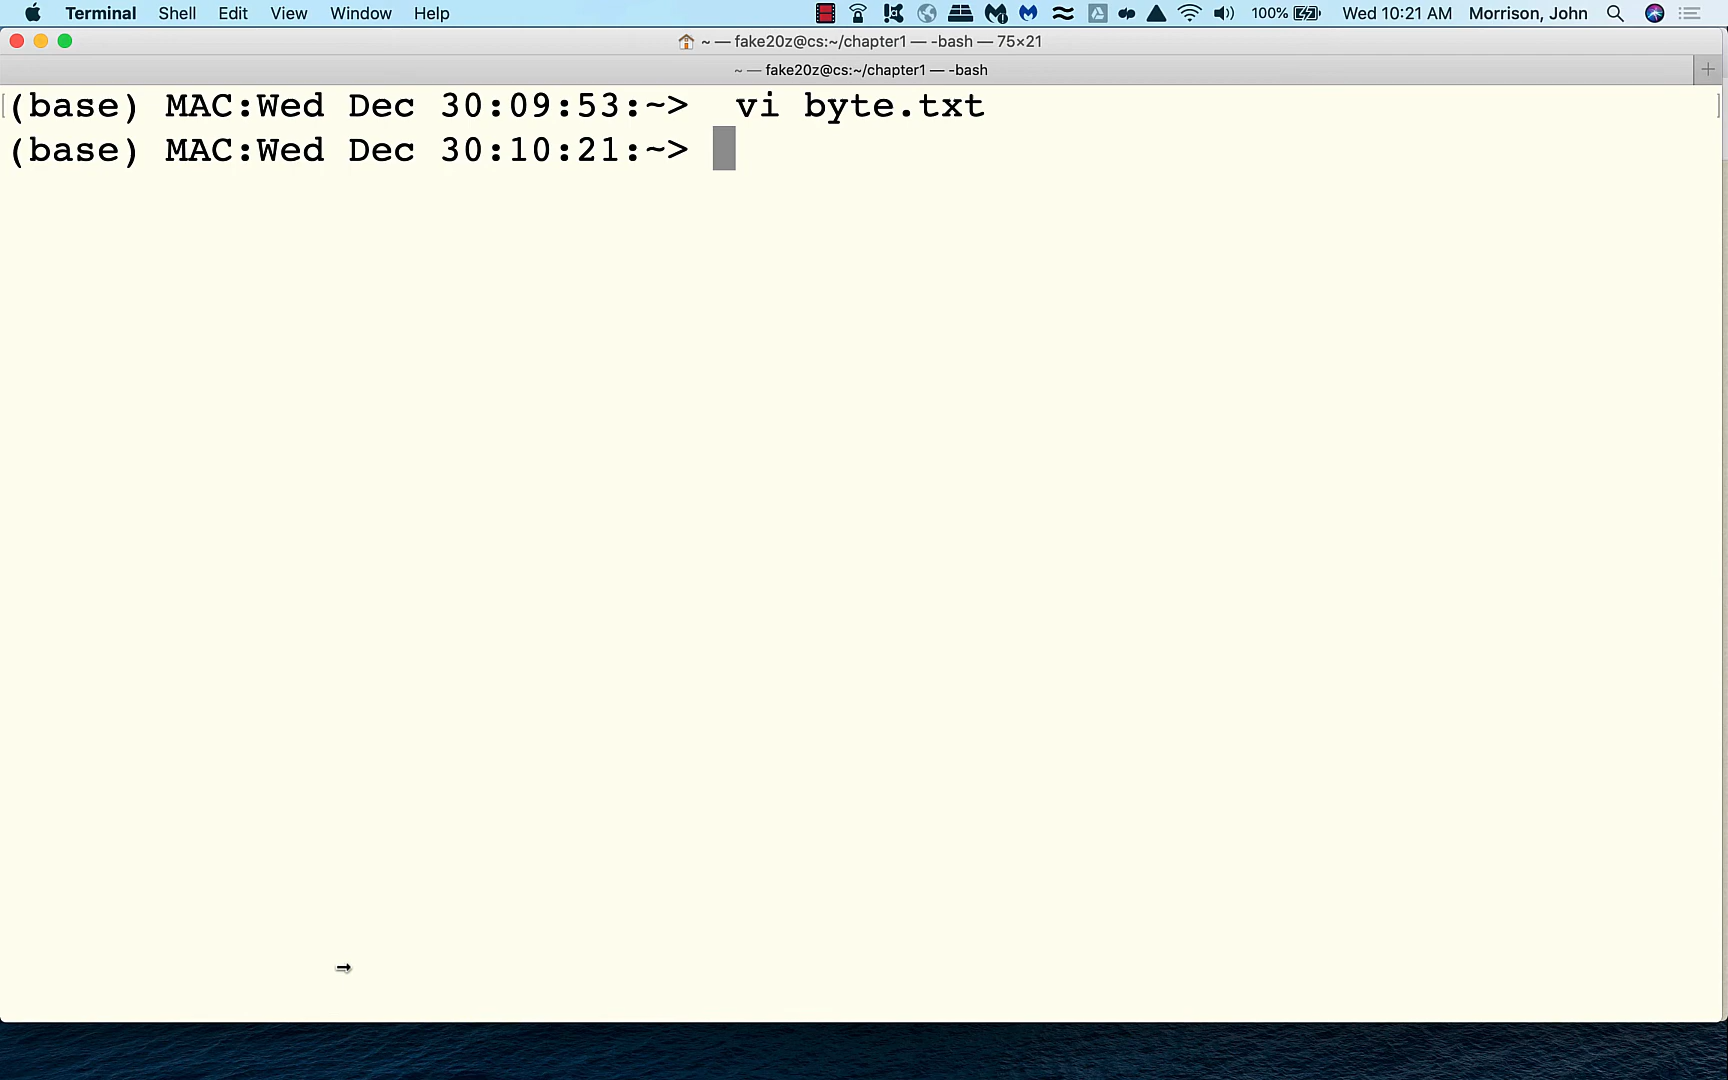 Terminal Shell Edit View Window Help 100% Wed 10:21 AM Morrison, John
~ — fake20z@cs:~/chapter1 — -bash — 75×21
~ — fake20z@cs:~/chapter1 — -bash
(base) MAC:Wed Dec 30:09:53:~>  vi byte.txt
(base) MAC:Wed Dec 30:10:21:~>